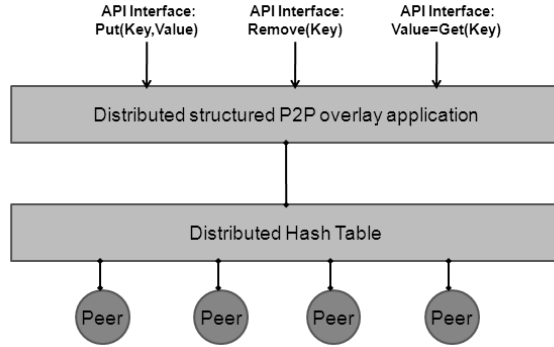 API Interface:
Put(Key,Value)
API Interface:
Remove(Key)
API Interface:
Value=Get(Key)
Distributed structured P2P overlay application
Distributed Hash Table
Peer
Peer
Peer
Peer